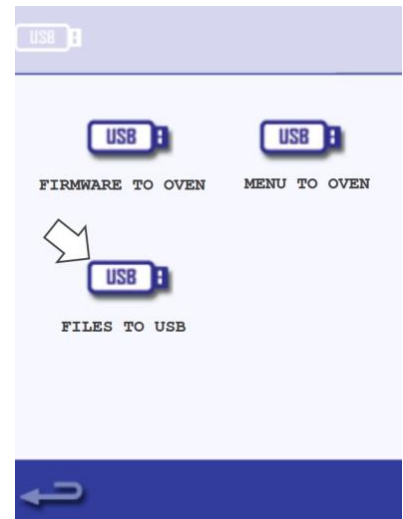 USB
USB USB
FIRMWARE TO OVEN MENU TO OVEN
USB
FILES TO USB